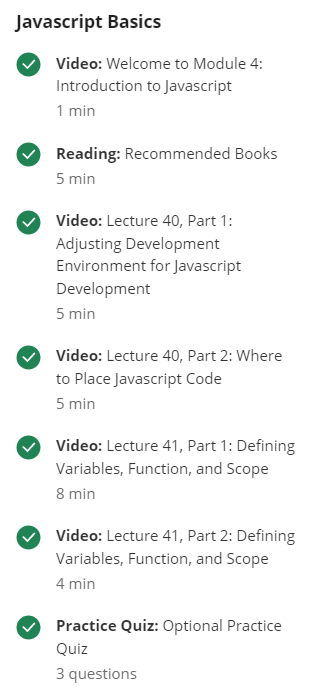 Javascript Basics
Video: Welcome to Module 4:
Introduction to Javascript
1 min
Reading: Recommended Books
5 min
Video: Lecture 40, Part 1:
Adjusting Development
Environment for Javascript
Development
5 min
Video: Lecture 40, Part 2: Where
to Place Javascript Code
5 min
Video: Lecture 41, Part 1: Defining
Variables, Function, and Scope
8 min
Video: Lecture 41, Part 2: Defining
Variables, Function, and Scope
4 min
Practice Quiz: Optional Practice
Quiz
3 questions